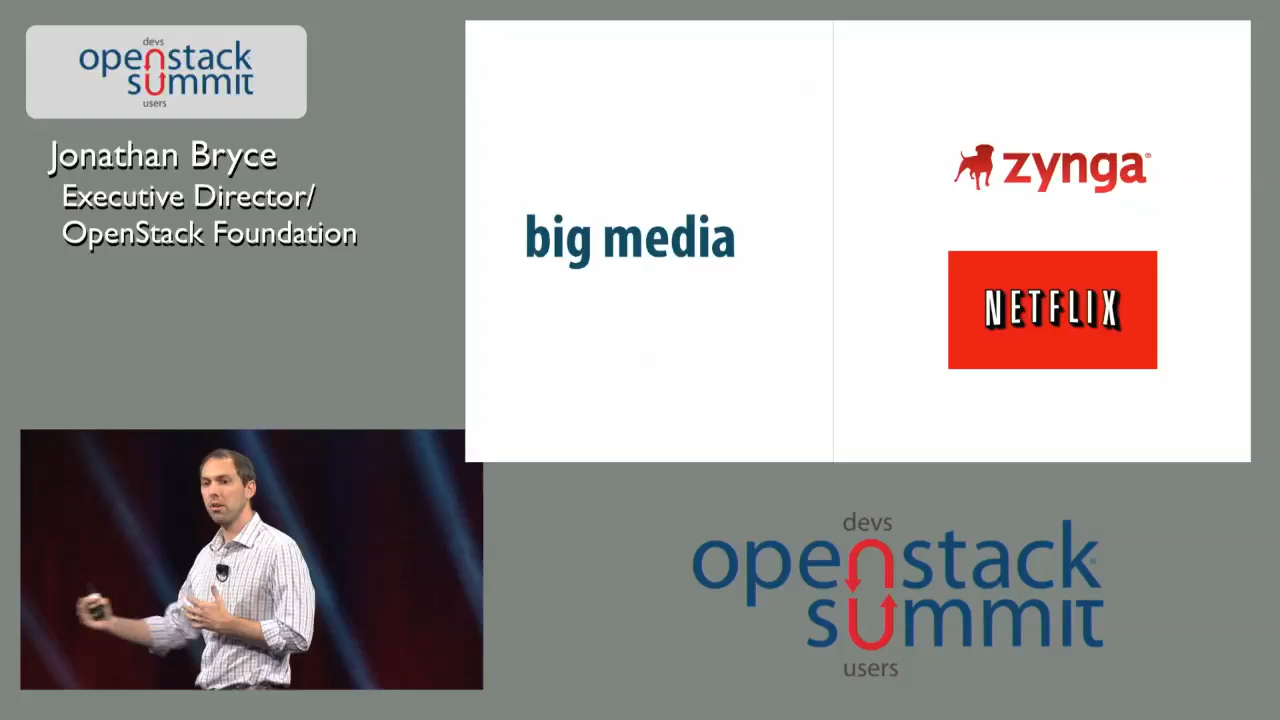 devs
openstack
summit
users
Jonathan Bryce
Executive Director/
OpenStack Foundation
big media
zynga®
NETFLIX
devs
openstack
summit
users